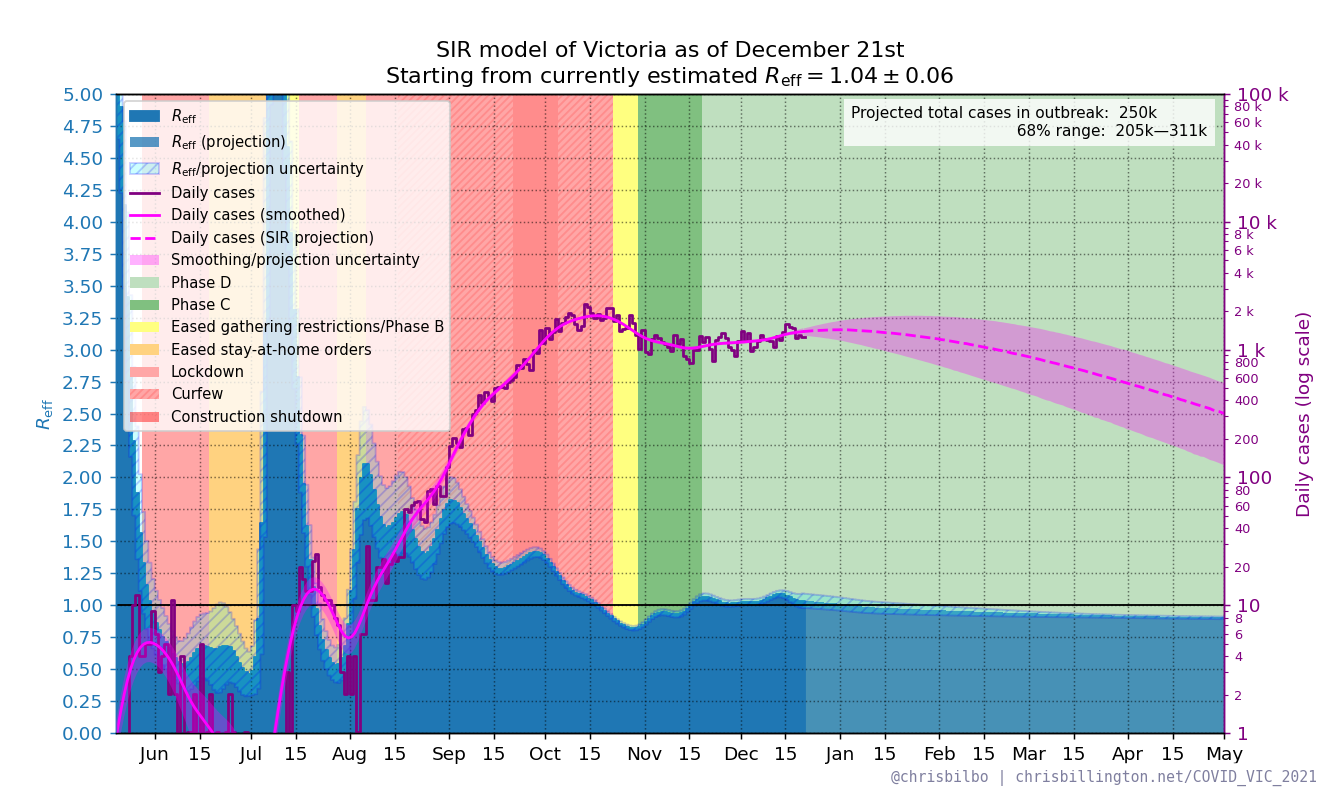 SIR model of Victoria as of December 21st
Starting from currently estimated R_eff = 1.04 ± 0.06
Projected total cases in outbreak: 250k
68% range: 205k—311k
R_eff
R_eff (projection)
R_eff/projection uncertainty
Daily cases
Daily cases (smoothed)
Daily cases (SIR projection)
Smoothing/projection uncertainty
Phase D
Phase C
Eased gathering restrictions/Phase B
Eased stay-at-home orders
Lockdown
Curfew
Construction shutdown
R_eff
5.00
4.75
4.50
4.25
4.00
3.75
3.50
3.25
3.00
2.75
2.50
2.25
2.00
1.75
1.50
1.25
1.00
0.75
0.50
0.25
0.00
100 k
80 k
60 k
40 k
20 k
10 k
8 k
6 k
4 k
2 k
1 k
800
600
400
200
100
80
60
40
20
10
8
6
4
2
1
Daily cases (log scale)
Jun 15 Jul 15 Aug 15 Sep 15 Oct 15 Nov 15 Dec 15 Jan 15 Feb 15 Mar 15 Apr 15 May
@chrisbilbo | chrisbillington.net/COVID_VIC_2021